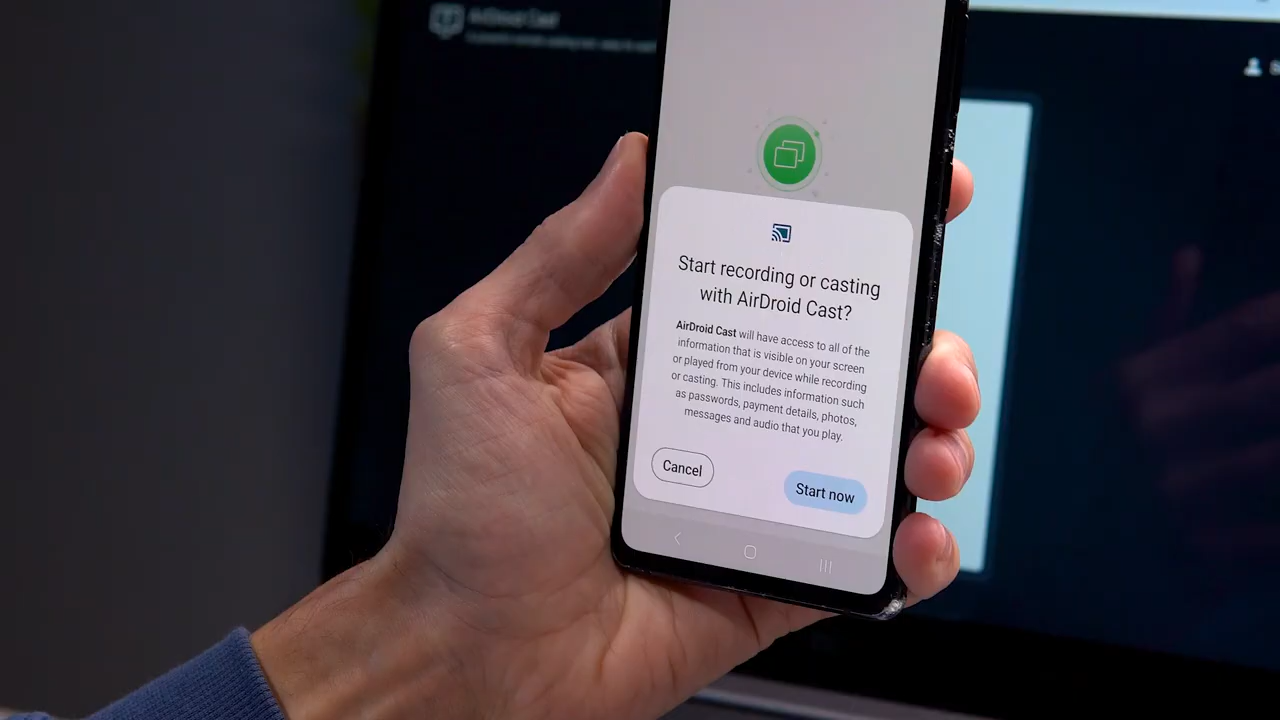 AirDroid Cast
Start recording or casting
with AirDroid Cast?
AirDroid Cast will have access to all of the
information that is visible on your screen
or played from your device while recording
or casting. This includes information such
as passwords, payment details, photos,
messages and audio that you play.
Cancel
Start now